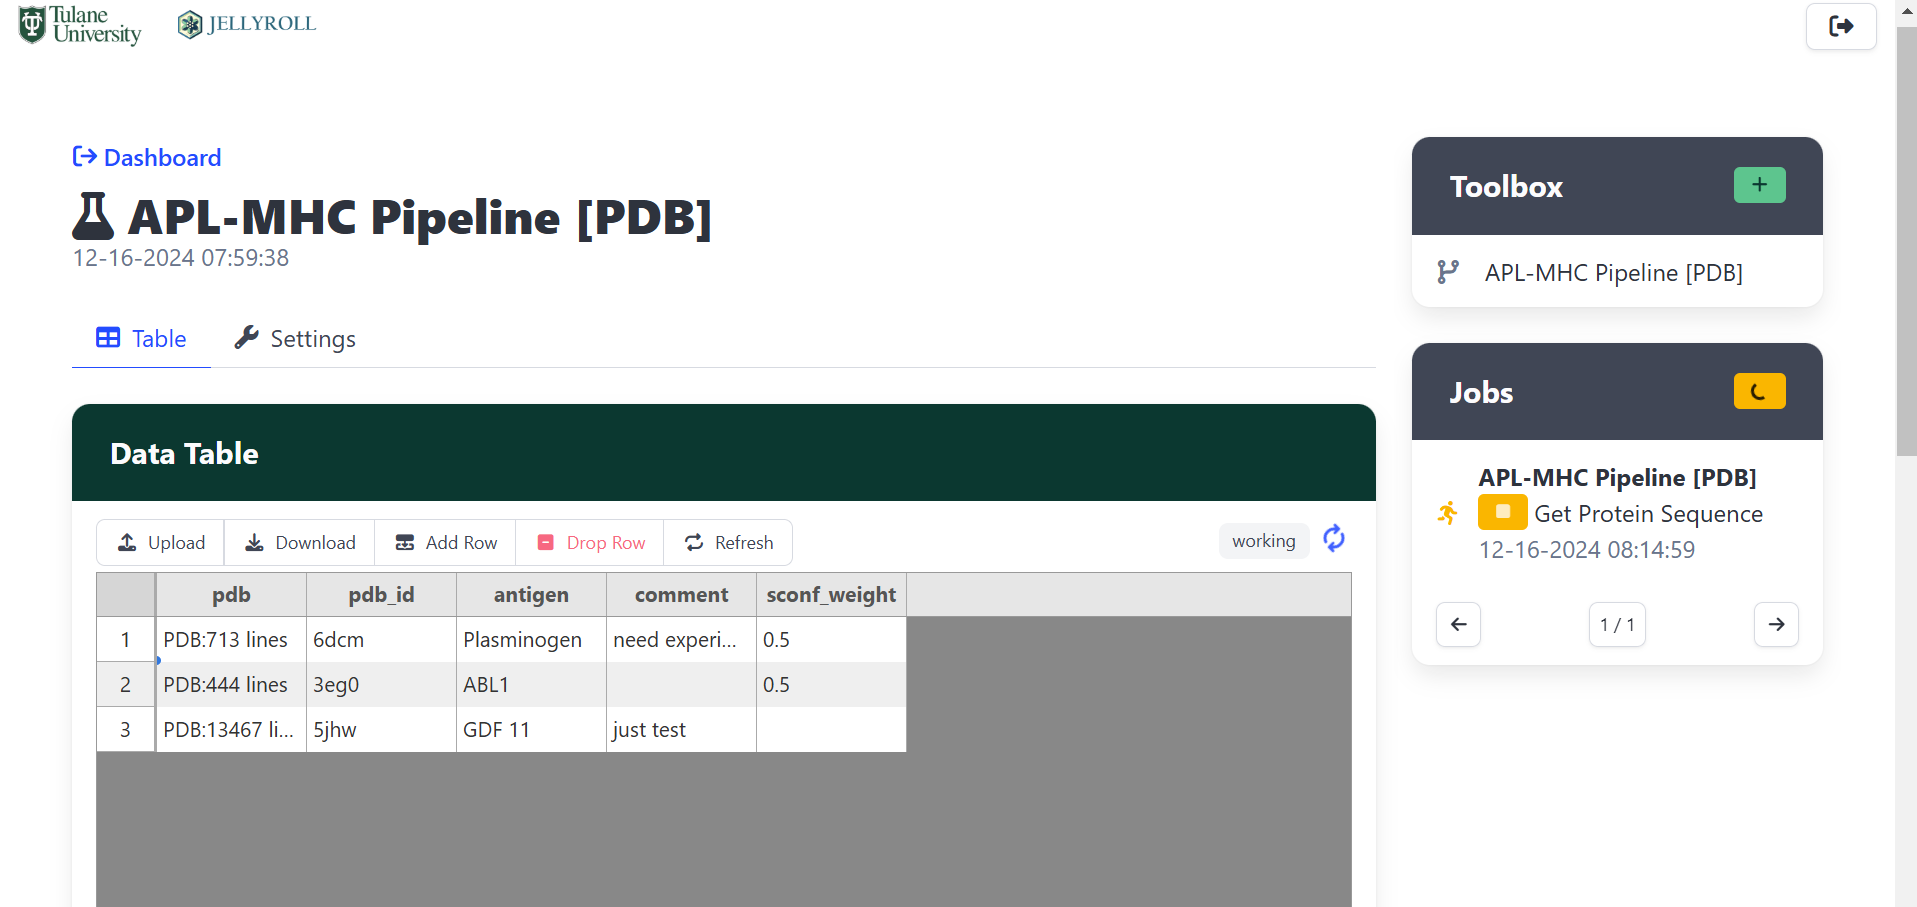 Tulane
University
JELLYROLL
Dashboard
APL-MHC Pipeline [PDB]
12-16-2024 07:59:38
Table Settings
Data Table
Upload Download Add Row Drop Row Refresh working
pdb pdb_id antigen comment sconf_weight
1 PDB:713 lines 6dcm Plasminogen need experi... 0.5
2 PDB:444 lines 3eg0 ABL1 0.5
3 PDB:13467 li... 5jhw GDF 11 just test
Toolbox +
APL-MHC Pipeline [PDB]
Jobs
APL-MHC Pipeline [PDB]
Get Protein Sequence
12-16-2024 08:14:59
1 / 1